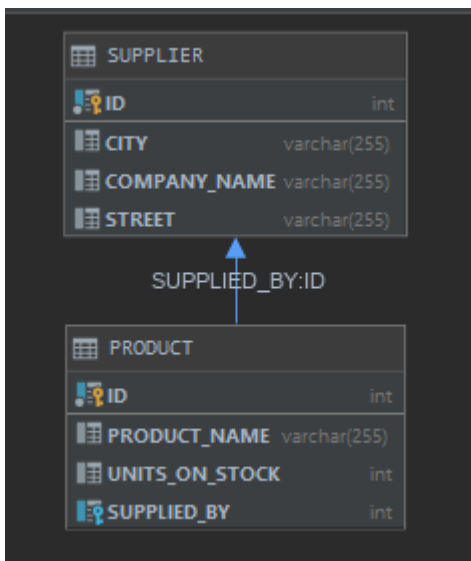 SUPPLIER
ID int
CITY varchar(255)
COMPANY_NAME varchar(255)
STREET varchar(255)
SUPPLIED_BY:ID
PRODUCT
ID int
PRODUCT_NAME varchar(255)
UNITS_ON_STOCK int
SUPPLIED_BY int